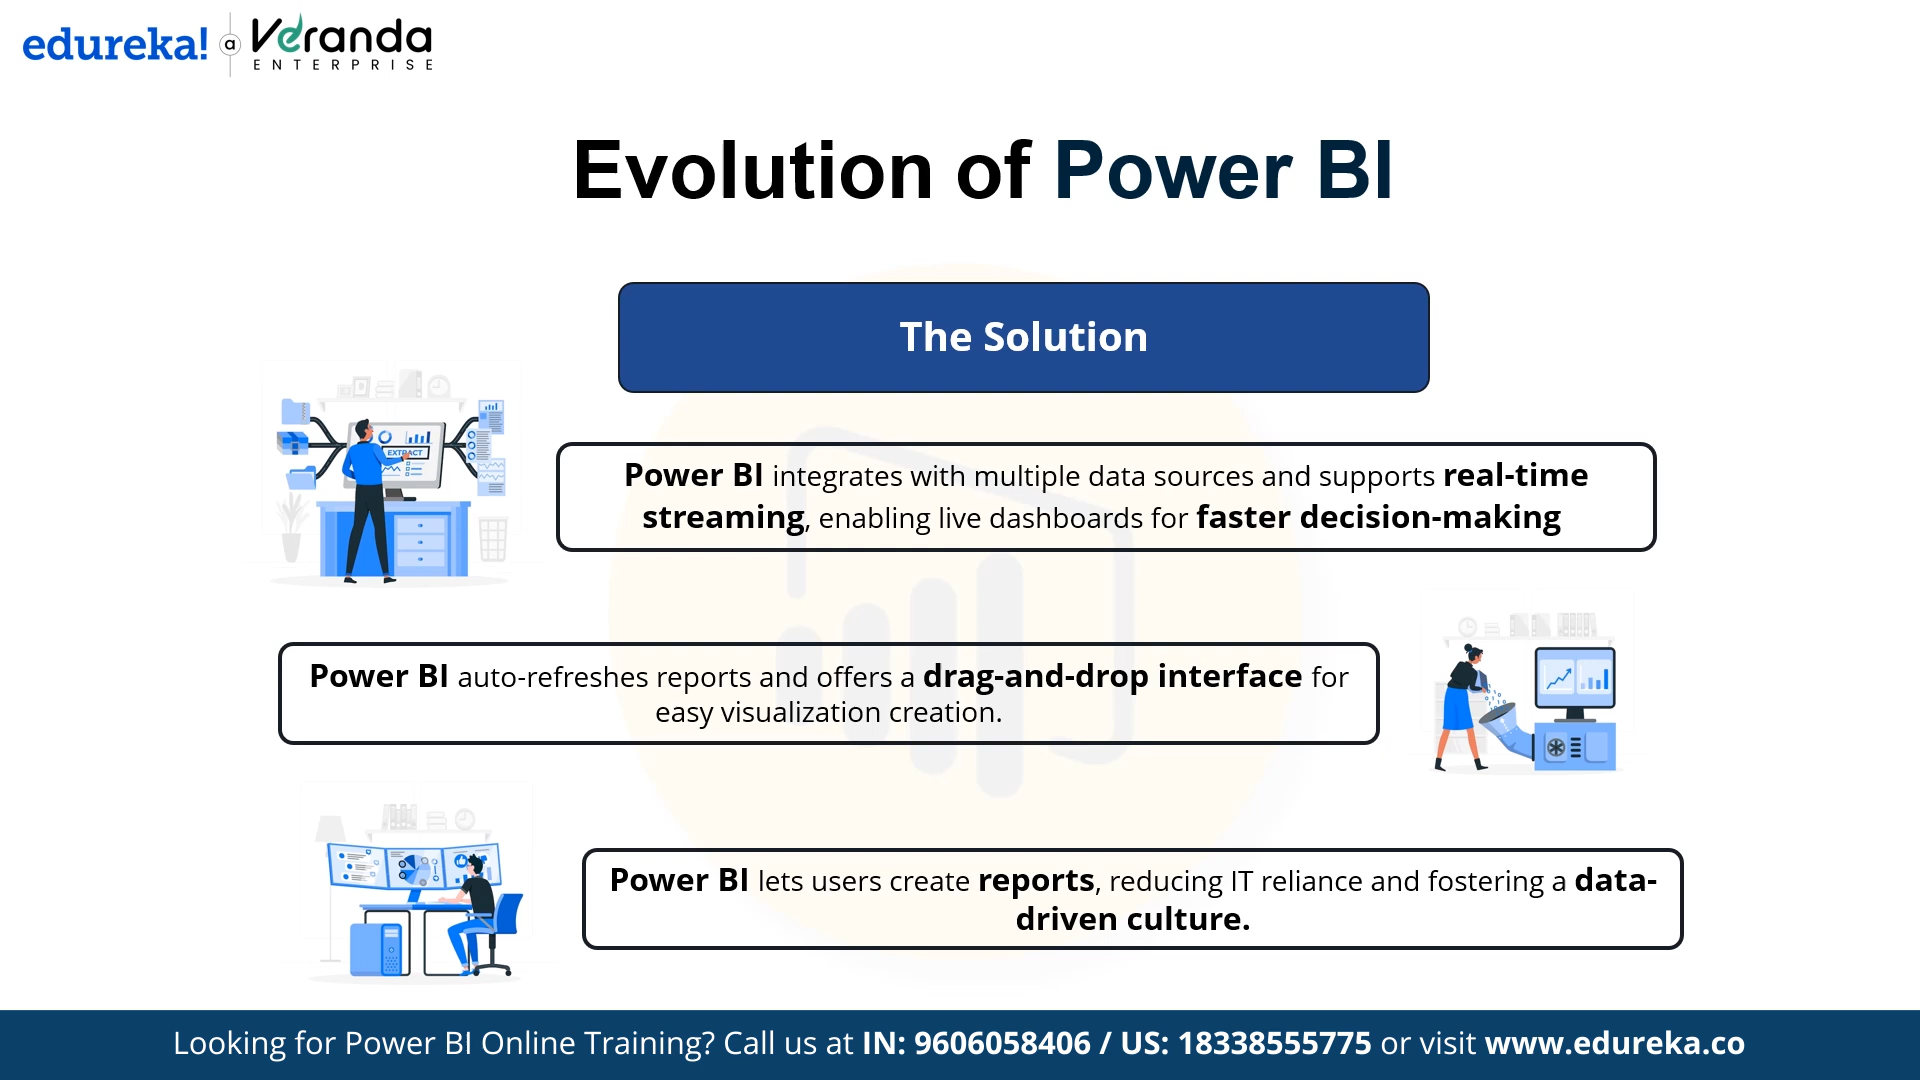 edureka! a Veranda
ENTERPRISE
Evolution of Power BI
The Solution
EXTRACT
Power BI integrates with multiple data sources and supports real-time
streaming, enabling live dashboards for faster decision-making
Power BI auto-refreshes reports and offers a drag-and-drop interface for
easy visualization creation.
Power BI lets users create reports, reducing IT reliance and fostering a data-
driven culture.
Looking for Power BI Online Training? Call us at IN: 9606058406 / US: 18338555775 or visit www.edureka.co